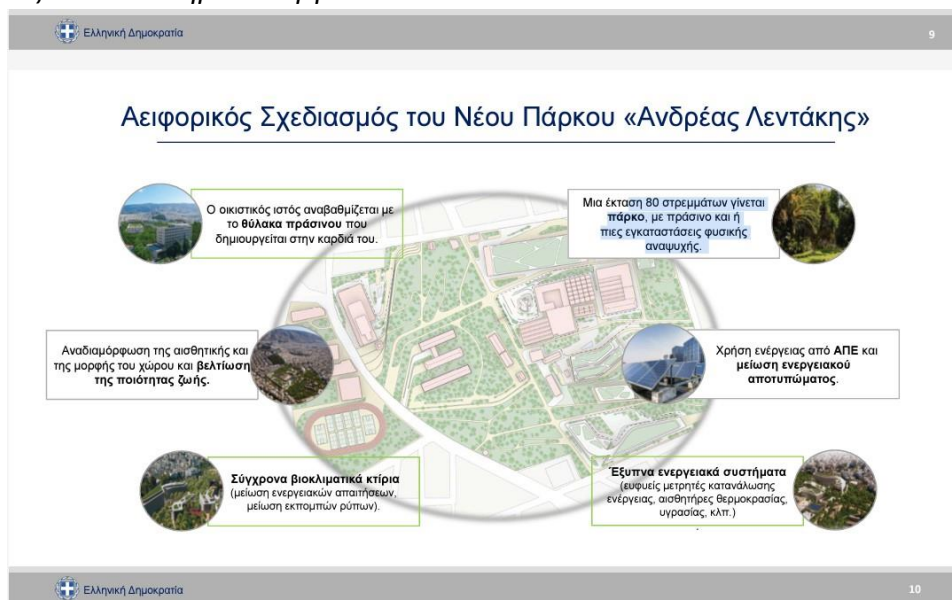 Ελληνική Δημοκρατία
9
Αειφορικός Σχεδιασμός του Νέου Πάρκου «Ανδρέας Λεντάκης»
Ο οικιστικός ιστός αναβαθμίζεται με
το θύλακα πράσινου που
δημιουργείται στην καρδιά του.
Μια έκταση 80 στρεμμάτων γίνεται
πάρκο, με πράσινο και ή
πιες εγκαταστάσεις φυσικής
αναψυχής.
Αναδιαμόρφωση της αισθητικής και
της μορφής του χώρου και βελτίωση
της ποιότητας ζωής.
Χρήση ενέργειας από ΑΠΕ και
μείωση ενεργειακού
αποτυπώματος.
Σύγχρονα βιοκλιματικά κτίρια
(μείωση ενεργειακών απαιτήσεων,
μείωση εκπομπών ρύπων).
Έξυπνα ενεργειακά συστήματα
(ευφυείς μετρητές κατανάλωσης
ενέργειας, αισθητήρες θερμοκρασίας,
υγρασίας, κλπ.)
Ελληνική Δημοκρατία
10